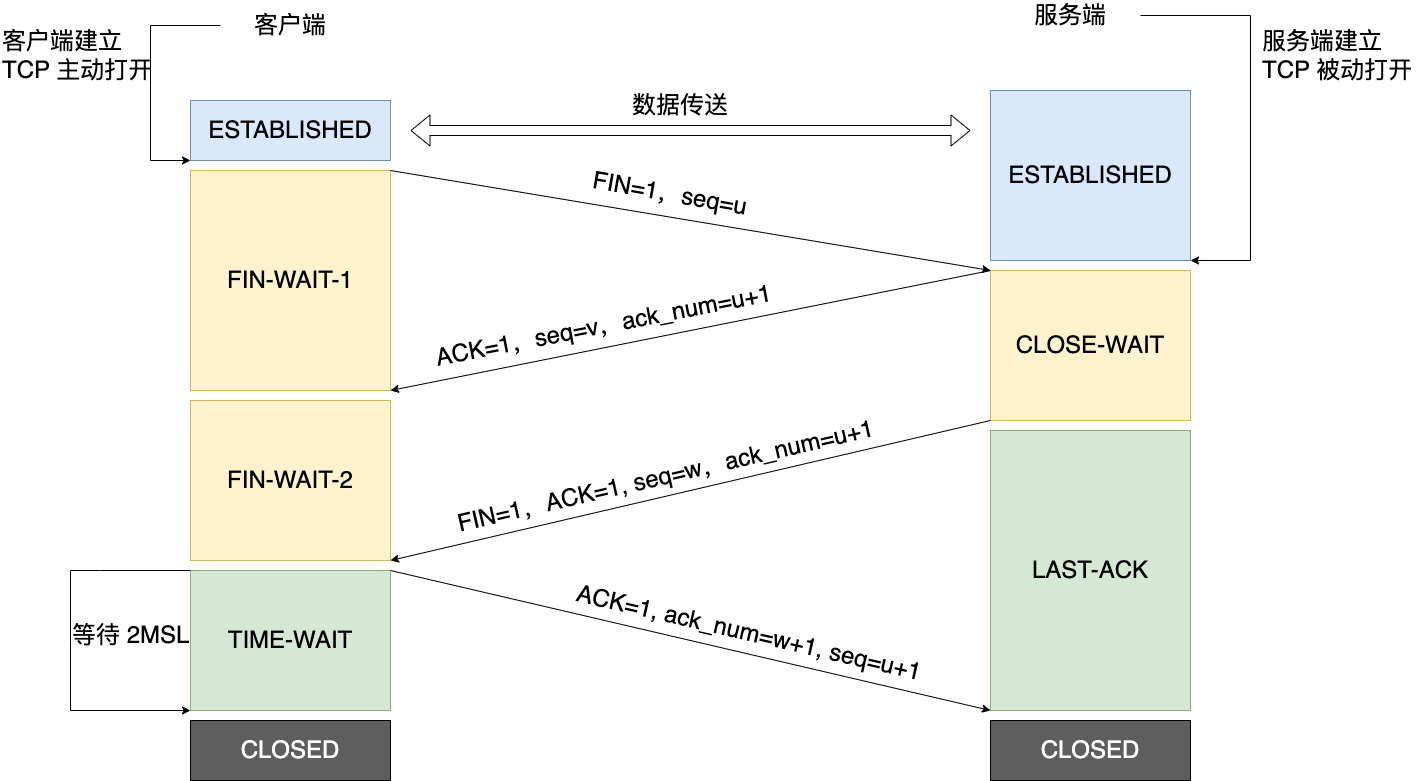 客户端
服务端
客户端建立
TCP 主动打开
服务端建立
TCP 被动打开
数据传送
ESTABLISHED
ESTABLISHED
FIN=1，seq=u
FIN-WAIT-1
ACK=1，seq=v，ack_num=u+1
CLOSE-WAIT
FIN-WAIT-2
FIN=1，ACK=1, seq=w，ack_num=u+1
LAST-ACK
等待 2MSL
TIME-WAIT
ACK=1, ack_num=w+1, seq=u+1
CLOSED
CLOSED